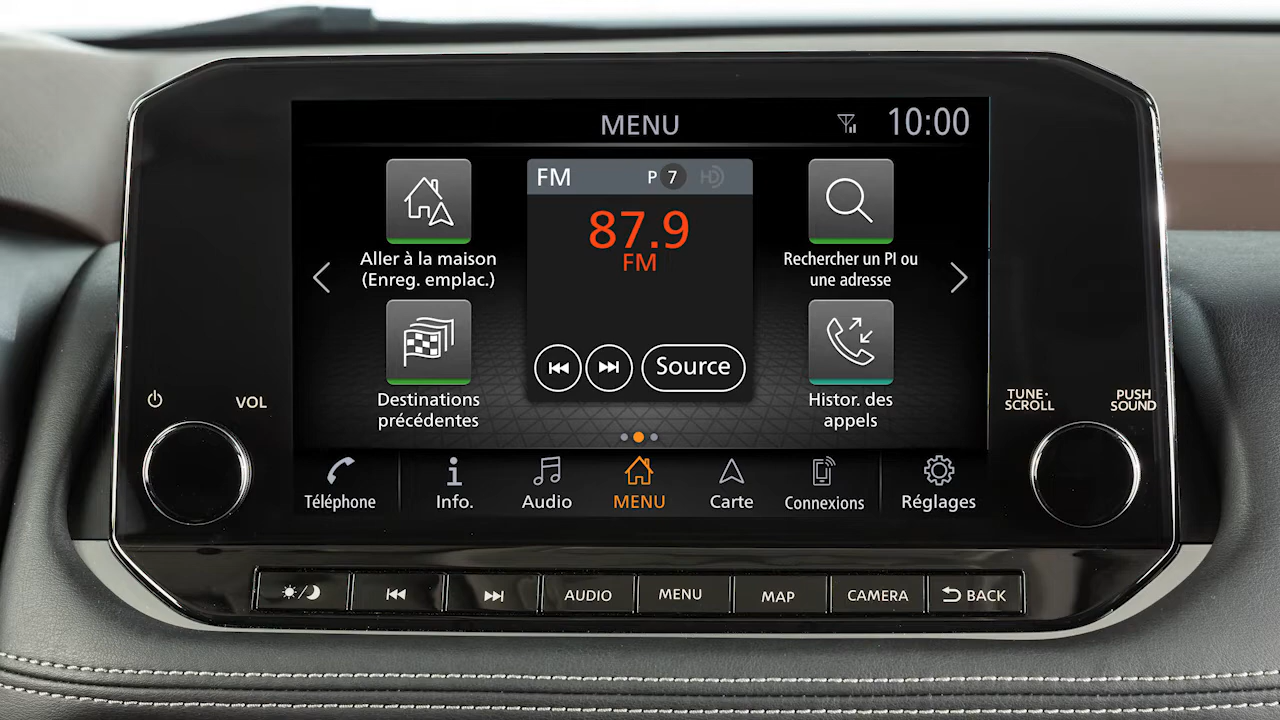 MENU
10:00
FM P 7 HD
87.9
FM
Aller à la maison
(Enreg. emplac.)
Rechercher un PI ou
une adresse
Source
Destinations
précédentes
Histor. des
appels
VOL
TUNE·
SCROLL
PUSH
SOUND
Téléphone
Info.
Audio
MENU
Carte
Connexions
Réglages
AUDIO
MENU
MAP
CAMERA
BACK